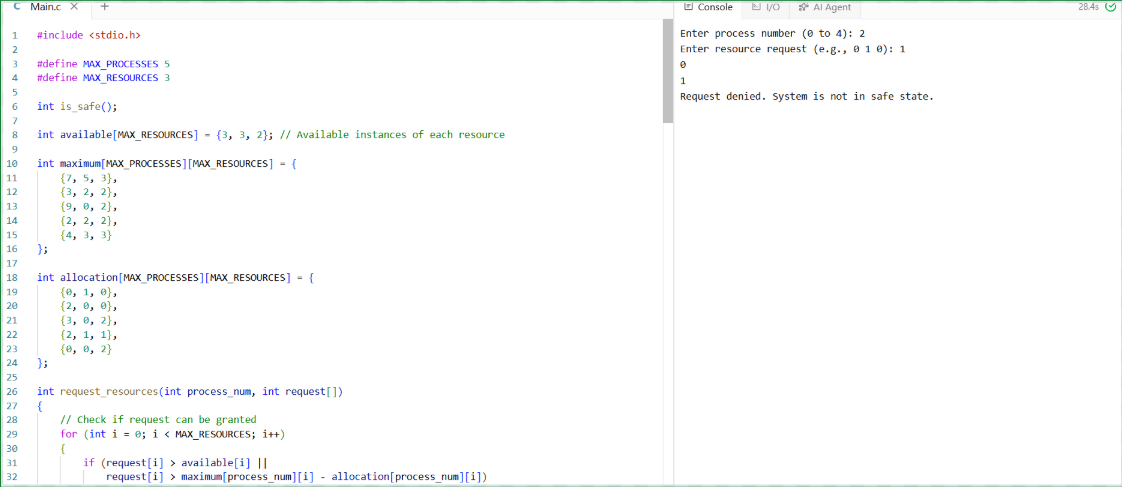 C Main.c × +
Console I/O AI Agent 28.4s
1 #include <stdio.h>
2
3 #define MAX_PROCESSES 5
4 #define MAX_RESOURCES 3
5
6 int is_safe();
7
8 int available[MAX_RESOURCES] = {3, 3, 2}; // Available instances of each resource
9
10 int maximum[MAX_PROCESSES][MAX_RESOURCES] = {
11 {7, 5, 3},
12 {3, 2, 2},
13 {9, 0, 2},
14 {2, 2, 2},
15 {4, 3, 3}
16 };
17
18 int allocation[MAX_PROCESSES][MAX_RESOURCES] = {
19 {0, 1, 0},
20 {2, 0, 0},
21 {3, 0, 2},
22 {2, 1, 1},
23 {0, 0, 2}
24 };
25
26 int request_resources(int process_num, int request[])
27 {
28 // Check if request can be granted
29 for (int i = 0; i < MAX_RESOURCES; i++)
30 {
31 if (request[i] > available[i] ||
32 request[i] > maximum[process_num][i] - allocation[process_num][i])
Enter process number (0 to 4): 2
Enter resource request (e.g., 0 1 0): 1
0
1
Request denied. System is not in safe state.